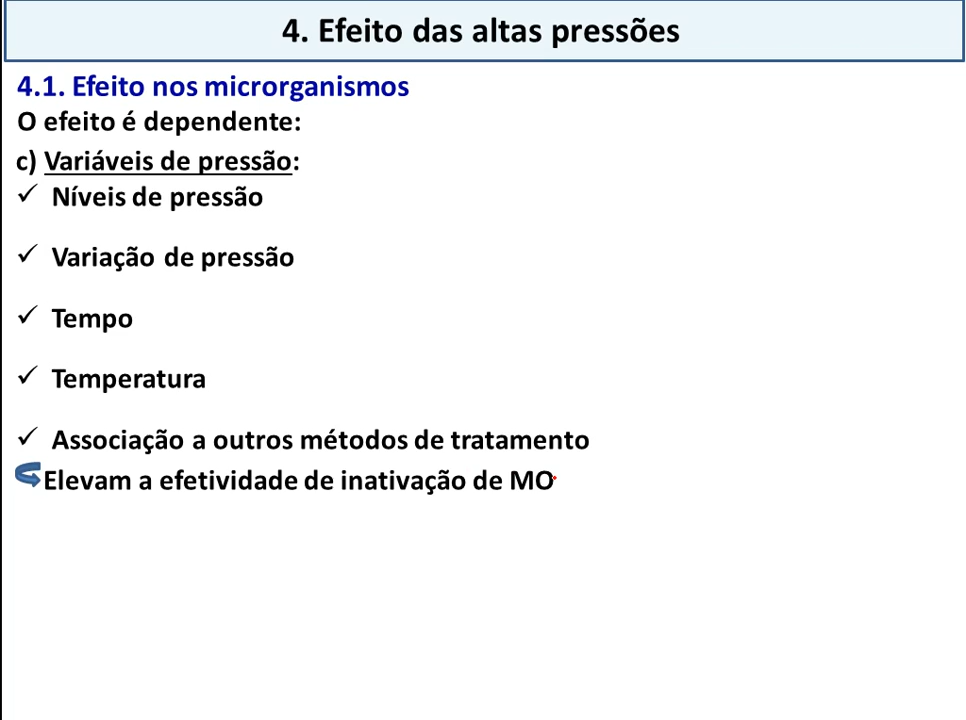 4. Efeito das altas pressões
4.1. Efeito nos microrganismos
O efeito é dependente:
c) Variáveis de pressão:
✓ Níveis de pressão
✓ Variação de pressão
✓ Tempo
✓ Temperatura
✓ Associação a outros métodos de tratamento
Elevam a efetividade de inativação de MO